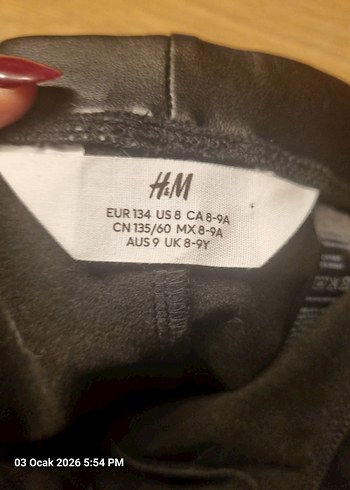 H&M
EUR 134 US 8 CA 8-9A
CN 135/60 MX 8-9A
AUS 9 UK 8-9Y
03 Ocak 2026 5:54 PM